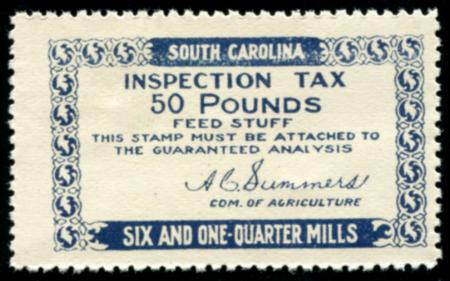 SOUTH CAROLINA
INSPECTION TAX
50 POUNDS
FEED STUFF
THIS STAMP MUST BE ATTACHED TO
THE GUARANTEED ANALYSIS
A C. Summers
COM. OF AGRICULTURE
SIX AND ONE-QUARTER MILLS